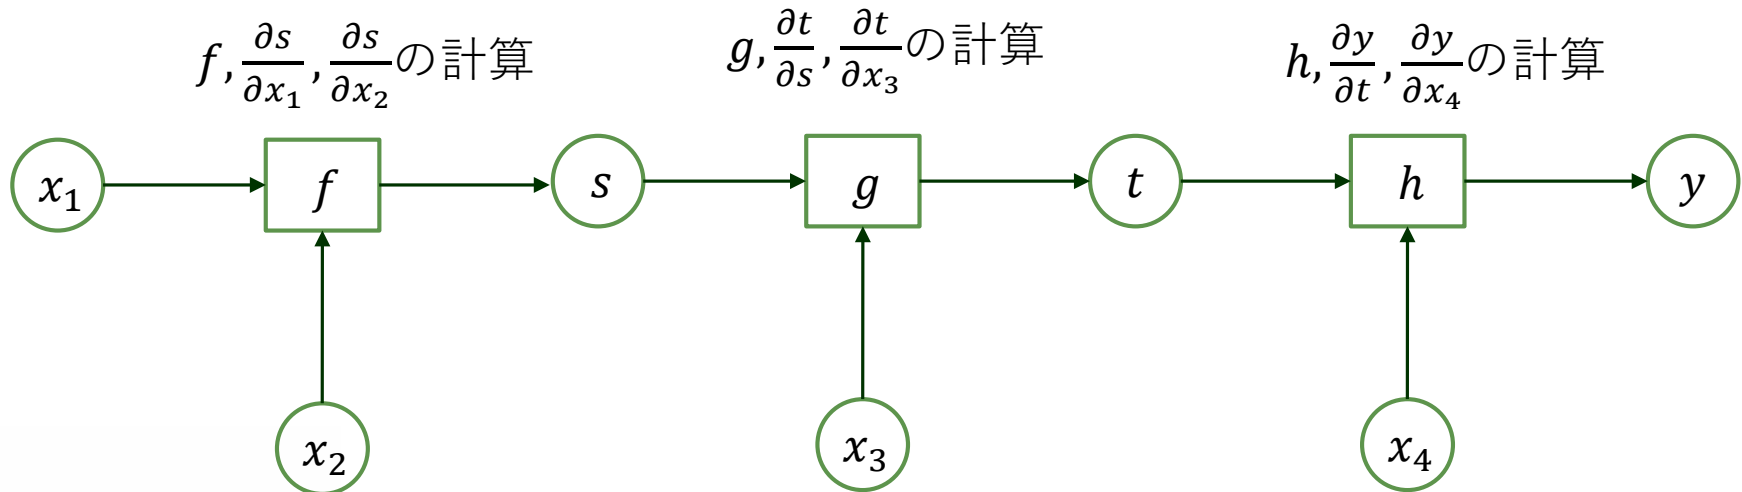 f, ∂s/∂x₁, ∂s/∂x₂の計算
g, ∂t/∂s, ∂t/∂x₃の計算
h, ∂y/∂t, ∂y/∂x₄の計算
x₁
f
s
g
t
h
y
x₂
x₃
x₄